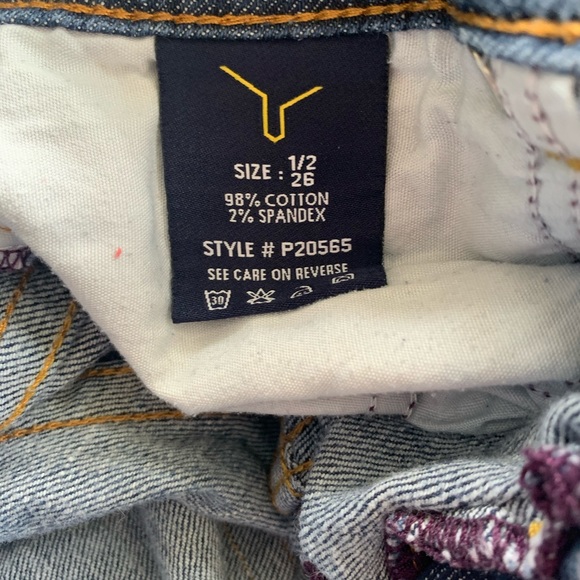 SIZE : 1/2
26
98% COTTON
2% SPANDEX
STYLE # P20565
SEE CARE ON REVERSE
30